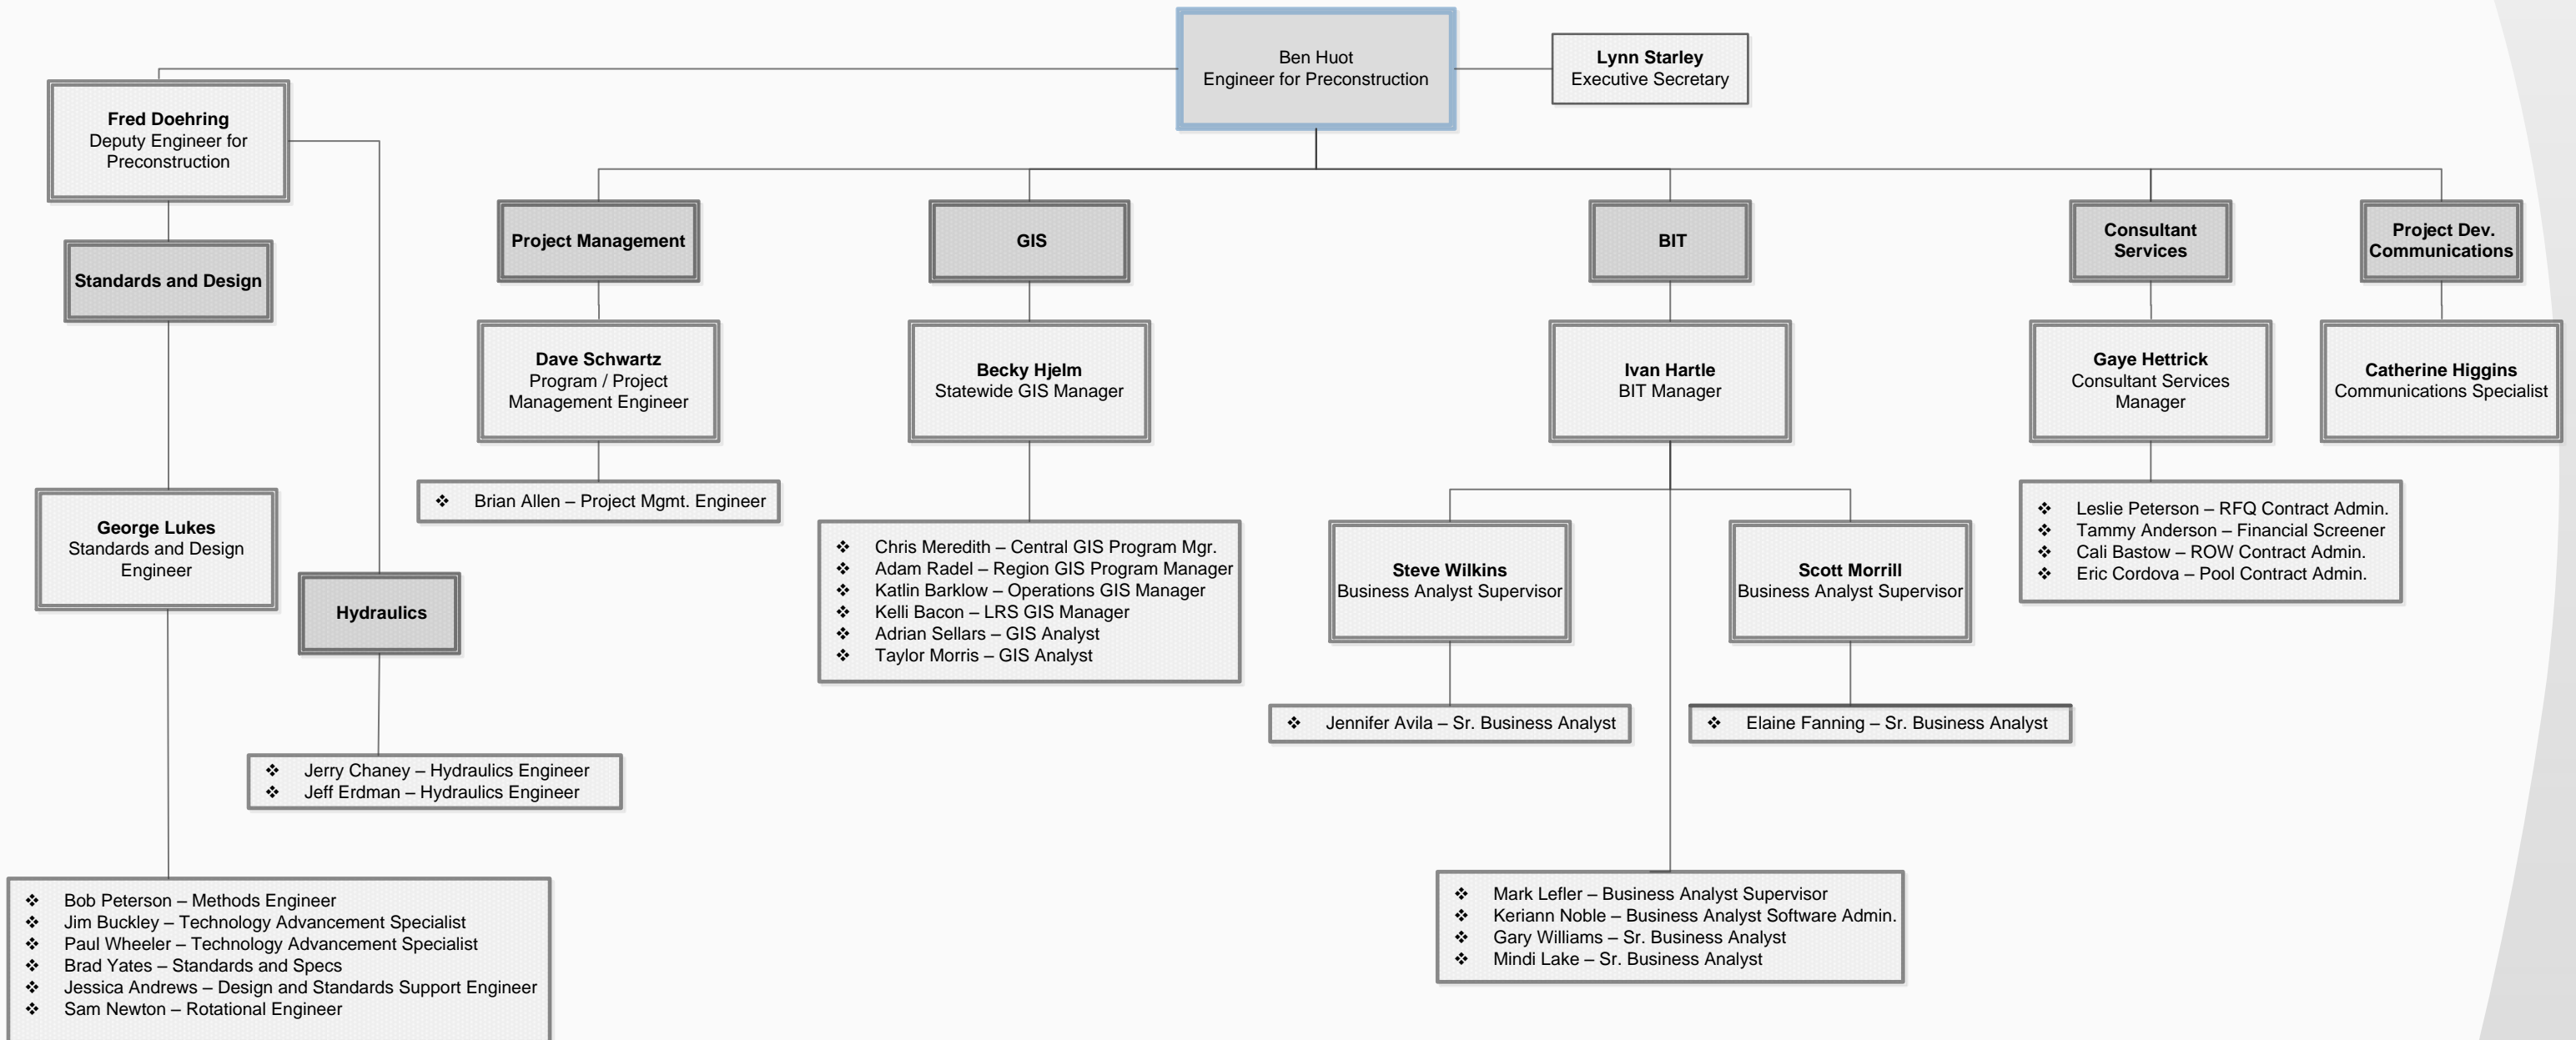 Ben Huot
Engineer for Preconstruction
Lynn Starley
Executive Secretary
Fred Doehring
Deputy Engineer for
Preconstruction
Standards and Design
George Lukes
Standards and Design
Engineer
❖ Bob Peterson – Methods Engineer
❖ Jim Buckley – Technology Advancement Specialist
❖ Paul Wheeler – Technology Advancement Specialist
❖ Brad Yates – Standards and Specs
❖ Jessica Andrews – Design and Standards Support Engineer
❖ Sam Newton – Rotational Engineer
Hydraulics
❖ Jerry Chaney – Hydraulics Engineer
❖ Jeff Erdman – Hydraulics Engineer
Project Management
Dave Schwartz
Program / Project
Management Engineer
❖ Brian Allen – Project Mgmt. Engineer
GIS
Becky Hjelm
Statewide GIS Manager
❖ Chris Meredith – Central GIS Program Mgr.
❖ Adam Radel – Region GIS Program Manager
❖ Katlin Barklow – Operations GIS Manager
❖ Kelli Bacon – LRS GIS Manager
❖ Adrian Sellars – GIS Analyst
❖ Taylor Morris – GIS Analyst
BIT
Ivan Hartle
BIT Manager
Steve Wilkins
Business Analyst Supervisor
❖ Jennifer Avila – Sr. Business Analyst
Scott Morrill
Business Analyst Supervisor
❖ Elaine Fanning – Sr. Business Analyst
❖ Mark Lefler – Business Analyst Supervisor
❖ Keriann Noble – Business Analyst Software Admin.
❖ Gary Williams – Sr. Business Analyst
❖ Mindi Lake – Sr. Business Analyst
Consultant
Services
Gaye Hettrick
Consultant Services
Manager
❖ Leslie Peterson – RFQ Contract Admin.
❖ Tammy Anderson – Financial Screener
❖ Cali Bastow – ROW Contract Admin.
❖ Eric Cordova – Pool Contract Admin.
Project Dev.
Communications
Catherine Higgins
Communications Specialist